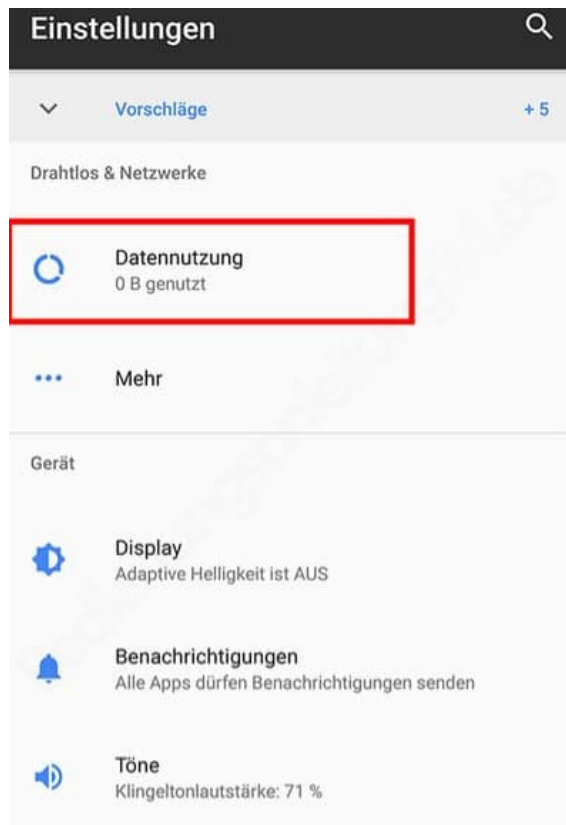 Einstellungen
Vorschläge + 5
Drahtlos & Netzwerke
Datennutzung
0 B genutzt
Mehr
Gerät
Display
Adaptive Helligkeit ist AUS
Benachrichtigungen
Alle Apps dürfen Benachrichtigungen senden
Töne
Klingeltonlautstärke: 71 %